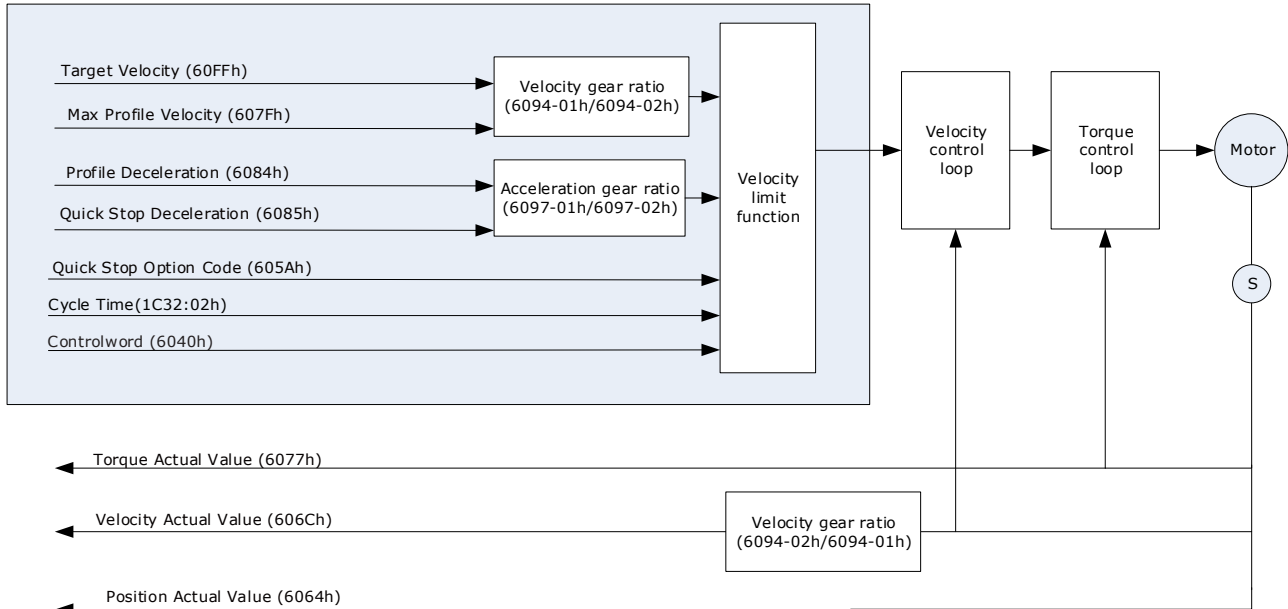 Target Velocity (60FFh)
Max Profile Velocity (607Fh)
Velocity gear ratio
(6094-01h/6094-02h)
Profile Deceleration (6084h)
Quick Stop Deceleration (6085h)
Acceleration gear ratio
(6097-01h/6097-02h)
Quick Stop Option Code (605Ah)
Cycle Time(1C32:02h)
Controlword (6040h)
Velocity
limit
function
Velocity
control
loop
Torque
control
loop
Motor
S
Torque Actual Value (6077h)
Velocity Actual Value (606Ch)
Velocity gear ratio
(6094-02h/6094-01h)
Position Actual Value (6064h)